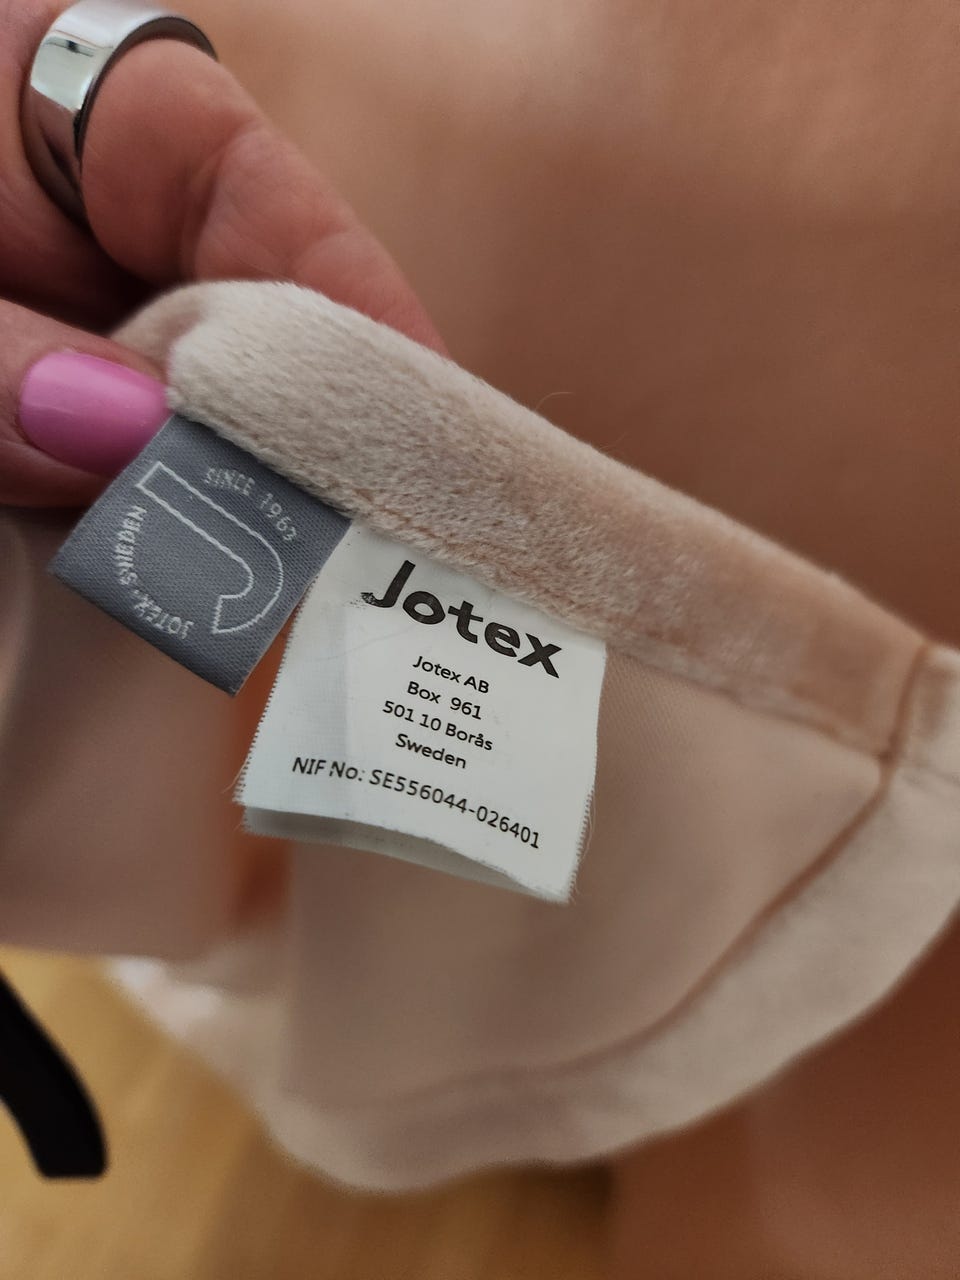 SINCE 1963
JOTEX, SWEDEN
Jotex
Jotex AB
Box 961
501 10 Borås
Sweden
NIF No: SE556044-026401